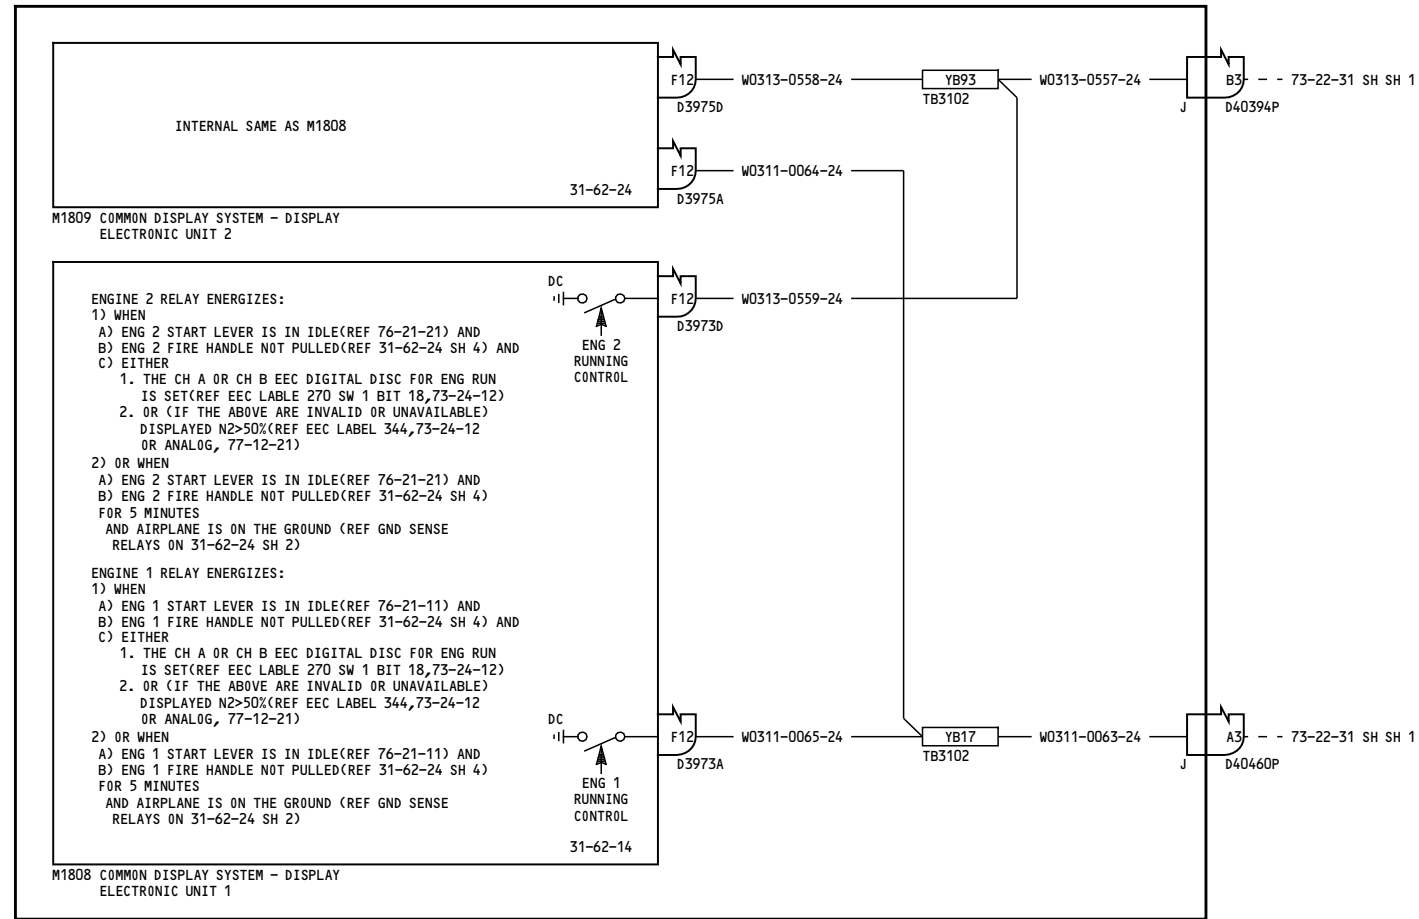 INTERNAL SAME AS M1808
31-62-24
M1809 COMMON DISPLAY SYSTEM - DISPLAY
ELECTRONIC UNIT 2
F12
D3975D
W0313-0558-24
YB93
TB3102
W0313-0557-24
J
B3
D40394P
73-22-31 SH SH 1
F12
D3975A
W0311-0064-24
ENGINE 2 RELAY ENERGIZES:
1) WHEN
A) ENG 2 START LEVER IS IN IDLE(REF 76-21-21) AND
B) ENG 2 FIRE HANDLE NOT PULLED(REF 31-62-24 SH 4) AND
C) EITHER
1. THE CH A OR CH B EEC DIGITAL DISC FOR ENG RUN
IS SET(REF EEC LABLE 270 SW 1 BIT 18,73-24-12)
2. OR (IF THE ABOVE ARE INVALID OR UNAVAILABLE)
DISPLAYED N2>50%(REF EEC LABEL 344,73-24-12
OR ANALOG, 77-12-21)
2) OR WHEN
A) ENG 2 START LEVER IS IN IDLE(REF 76-21-21) AND
B) ENG 2 FIRE HANDLE NOT PULLED(REF 31-62-24 SH 4)
FOR 5 MINUTES
AND AIRPLANE IS ON THE GROUND (REF GND SENSE
RELAYS ON 31-62-24 SH 2)
DC
ENG 2
RUNNING
CONTROL
F12
D3973D
W0313-0559-24
ENGINE 1 RELAY ENERGIZES:
1) WHEN
A) ENG 1 START LEVER IS IN IDLE(REF 76-21-11) AND
B) ENG 1 FIRE HANDLE NOT PULLED(REF 31-62-24 SH 4) AND
C) EITHER
1. THE CH A OR CH B EEC DIGITAL DISC FOR ENG RUN
IS SET(REF EEC LABLE 270 SW 1 BIT 18,73-24-12)
2. OR (IF THE ABOVE ARE INVALID OR UNAVAILABLE)
DISPLAYED N2>50%(REF EEC LABEL 344,73-24-12
OR ANALOG, 77-12-21)
2) OR WHEN
A) ENG 1 START LEVER IS IN IDLE(REF 76-21-11) AND
B) ENG 1 FIRE HANDLE NOT PULLED(REF 31-62-24 SH 4)
FOR 5 MINUTES
AND AIRPLANE IS ON THE GROUND (REF GND SENSE
RELAYS ON 31-62-24 SH 2)
DC
ENG 1
RUNNING
CONTROL
31-62-14
F12
D3973A
W0311-0065-24
YB17
TB3102
W0311-0063-24
J
A3
D40460P
73-22-31 SH SH 1
M1808 COMMON DISPLAY SYSTEM - DISPLAY
ELECTRONIC UNIT 1